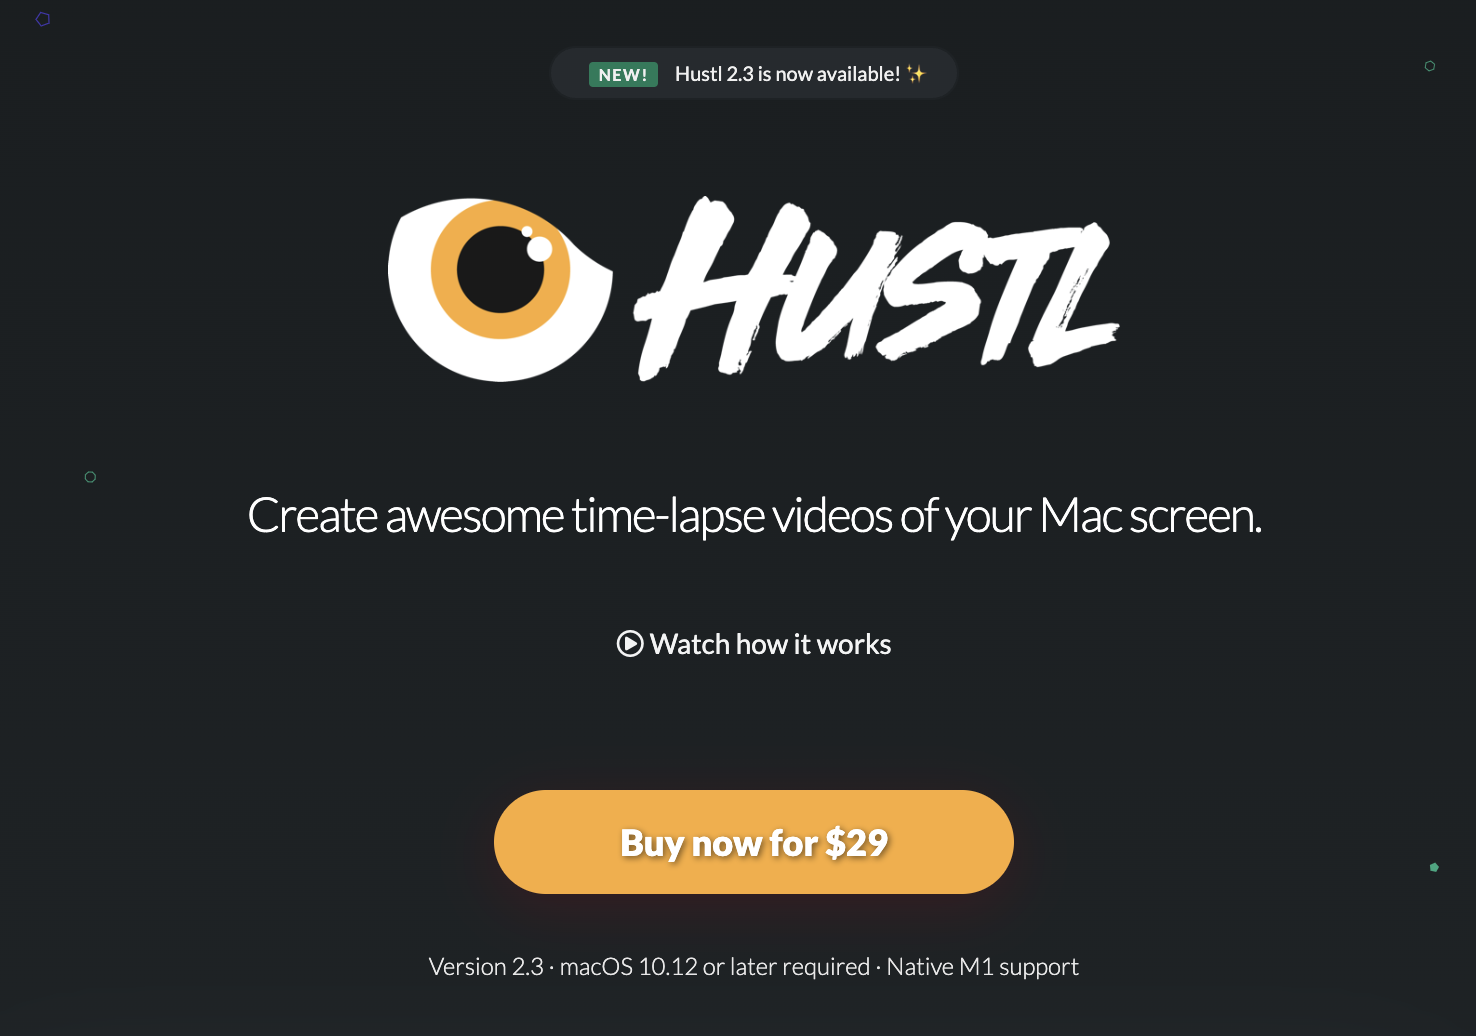 NEW! Hustl 2.3 is now available! ✨
HUSTL
Create awesome time-lapse videos of your Mac screen.
Watch how it works
Buy now for $29
Version 2.3 · macOS 10.12 or later required · Native M1 support